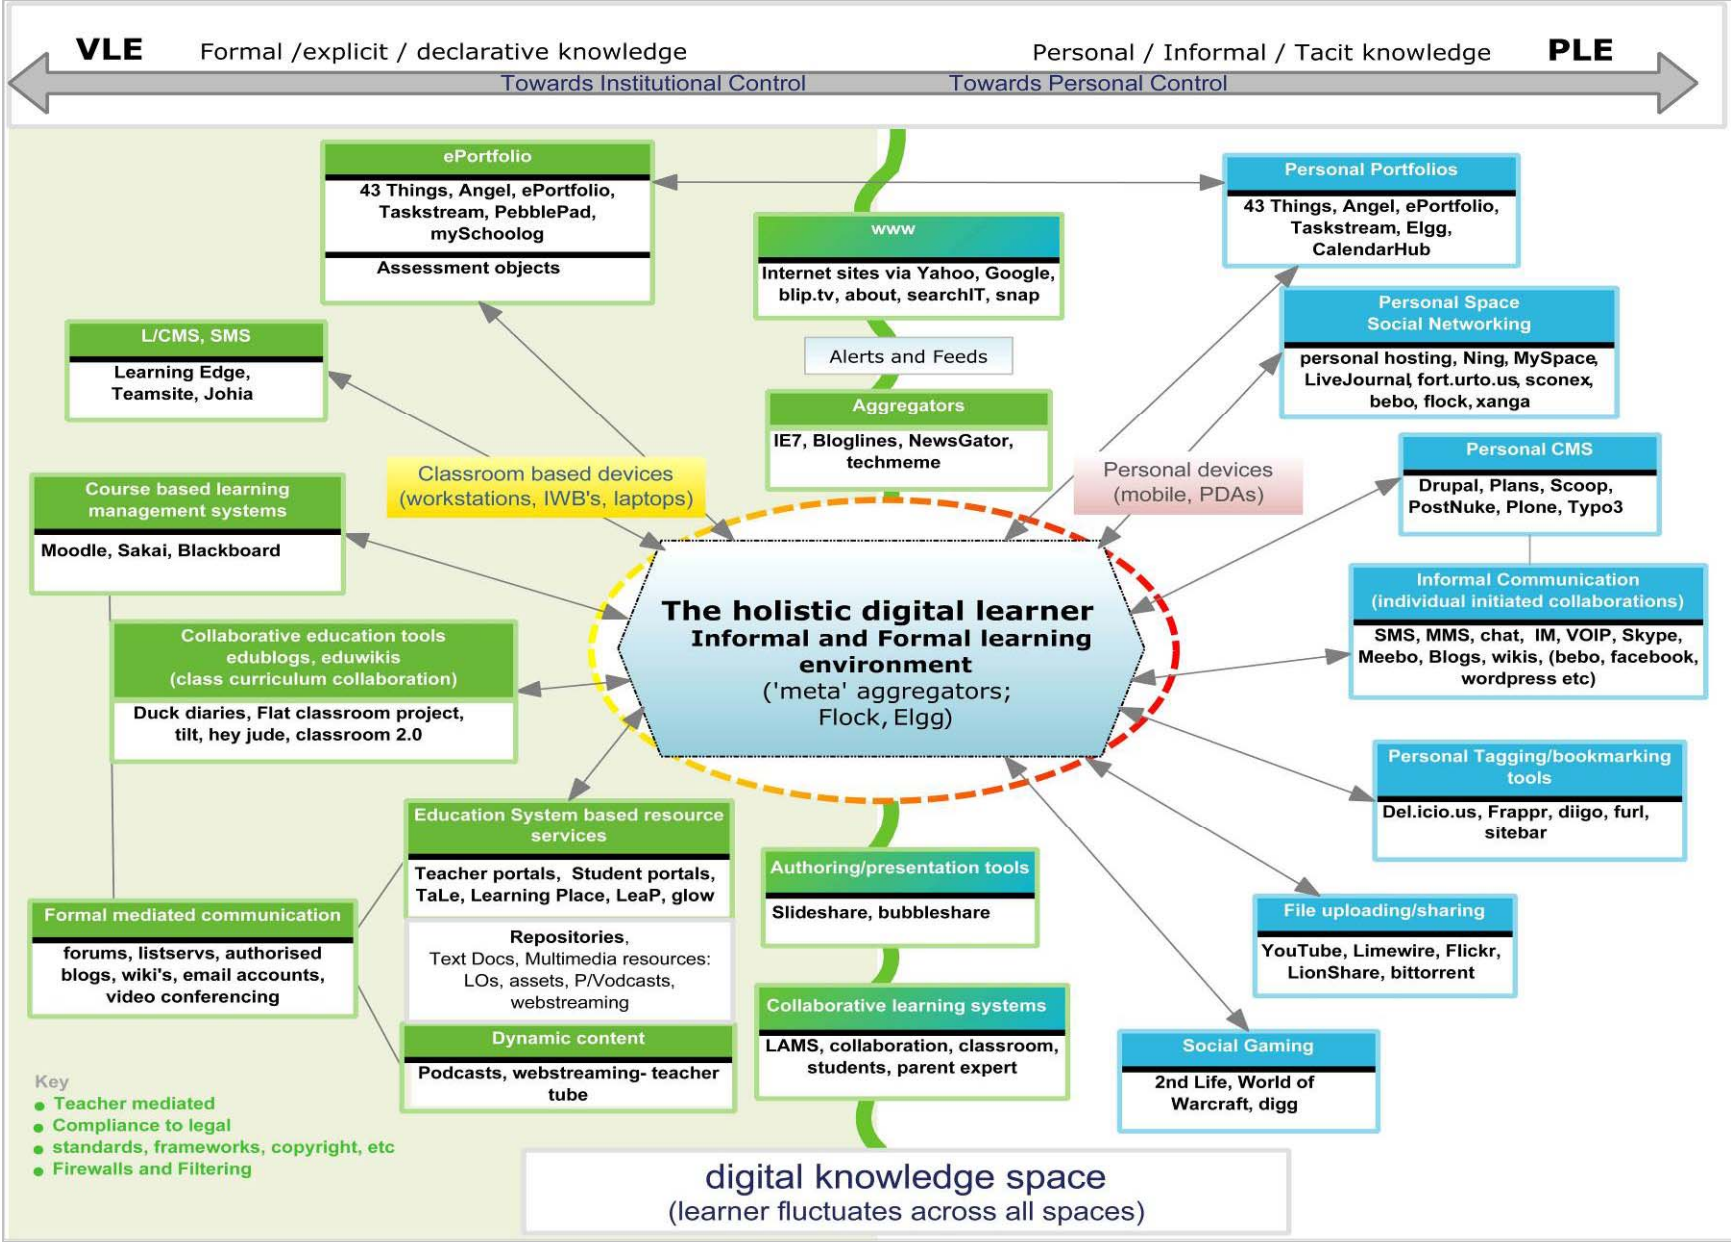 VLE Formal /explicit / declarative knowledge
Personal / Informal / Tacit knowledge PLE
Towards Institutional Control
Towards Personal Control
ePortfolio
43 Things, Angel, ePortfolio,
Taskstream, PebblePad,
mySchoolog
Assessment objects
www
Internet sites via Yahoo, Google,
blip.tv, about, searchIT, snap
Personal Portfolios
43 Things, Angel, ePortfolio,
Taskstream, Elgg,
CalendarHub
L/CMS, SMS
Learning Edge,
Teamsite, Johia
Alerts and Feeds
Personal Space
Social Networking
personal hosting, Ning, MySpace,
LiveJournal, fort.urto.us, sconex,
bebo, flock, xanga
Aggregators
IE7, Bloglines, NewsGator,
techmeme
Classroom based devices
(workstations, IWB's, laptops)
Personal devices
(mobile, PDAs)
Personal CMS
Drupal, Plans, Scoop,
PostNuke, Plone, Typo3
Course based learning
management systems
Moodle, Sakai, Blackboard
The holistic digital learner
Informal and Formal learning
environment
('meta' aggregators;
Flock, Elgg)
Informal Communication
(individual initiated collaborations)
SMS, MMS, chat, IM, VOIP, Skype,
Meebo, Blogs, wikis, (bebo, facebook,
wordpress etc)
Collaborative education tools
edublogs, eduwikis
(class curriculum collaboration)
Duck diaries, Flat classroom project,
tilt, hey jude, classroom 2.0
Personal Tagging/bookmarking
tools
Del.icio.us, Frappr, diigo, furl,
sitebar
Education System based resource
services
Teacher portals, Student portals,
TaLe, Learning Place, LeaP, glow
Repositories,
Text Docs, Multimedia resources:
LOs, assets, P/Vodcasts,
webstreaming
Dynamic content
Podcasts, webstreaming- teacher
tube
Authoring/presentation tools
Slideshare, bubbleshare
File uploading/sharing
YouTube, Limewire, Flickr,
LionShare, bittorrent
Formal mediated communication
forums, listservs, authorised
blogs, wiki's, email accounts,
video conferencing
Collaborative learning systems
LAMS, collaboration, classroom,
students, parent expert
Social Gaming
2nd Life, World of
Warcraft, digg
Key
Teacher mediated
Compliance to legal
standards, frameworks, copyright, etc
Firewalls and Filtering
digital knowledge space
(learner fluctuates across all spaces)